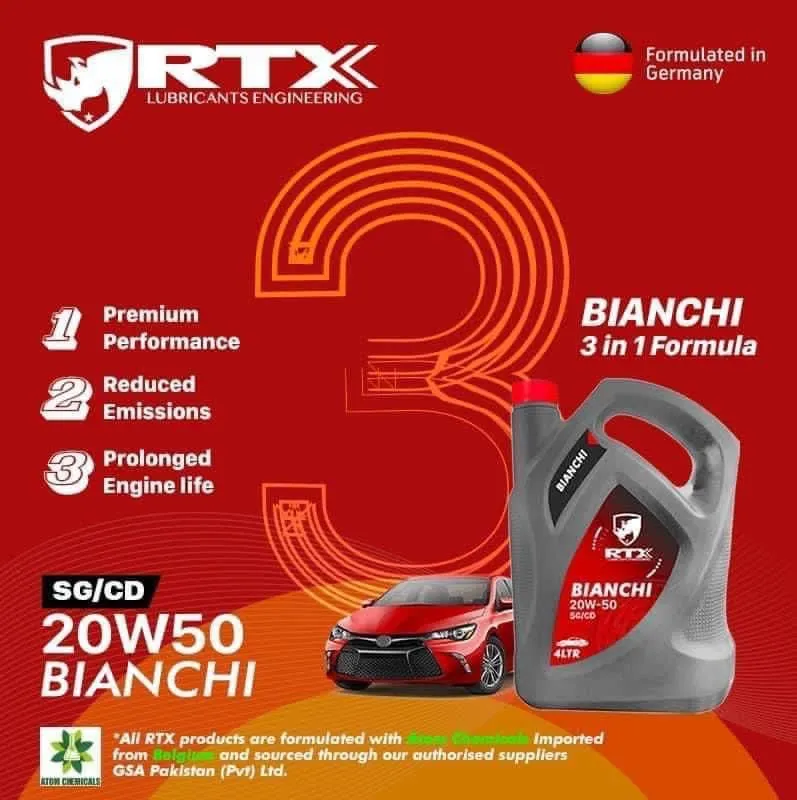 RTX
LUBRICANTS ENGINEERING
Formulated in
Germany
1 Premium
Performance
2 Reduced
Emissions
3 Prolonged
Engine life
3
BIANCHI
3 in 1 Formula
BIANCHI
RTX
BIANCHI
20W-50
SG/CD
4LTR
SG/CD
20W50
BIANCHI
ATOM CHEMICALS
*All RTX products are formulated with Atom Chemicals Imported
from Belgium and sourced through our authorised suppliers
GSA Pakistan (Pvt) Ltd.